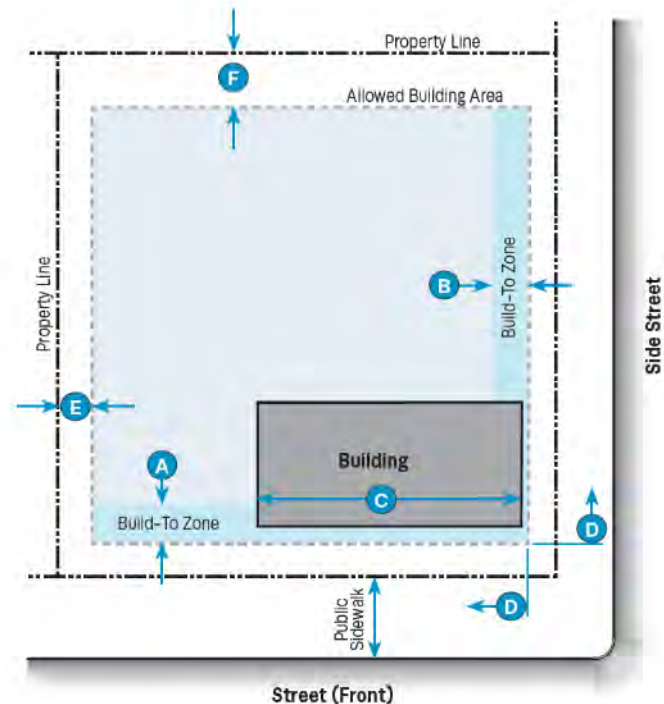 Property Line
F
Allowed Building Area
Property Line
B
Build-To Zone
Side Street
E
A
Building
C
Build-To Zone
D
D
Public
Sidewalk
Street (Front)